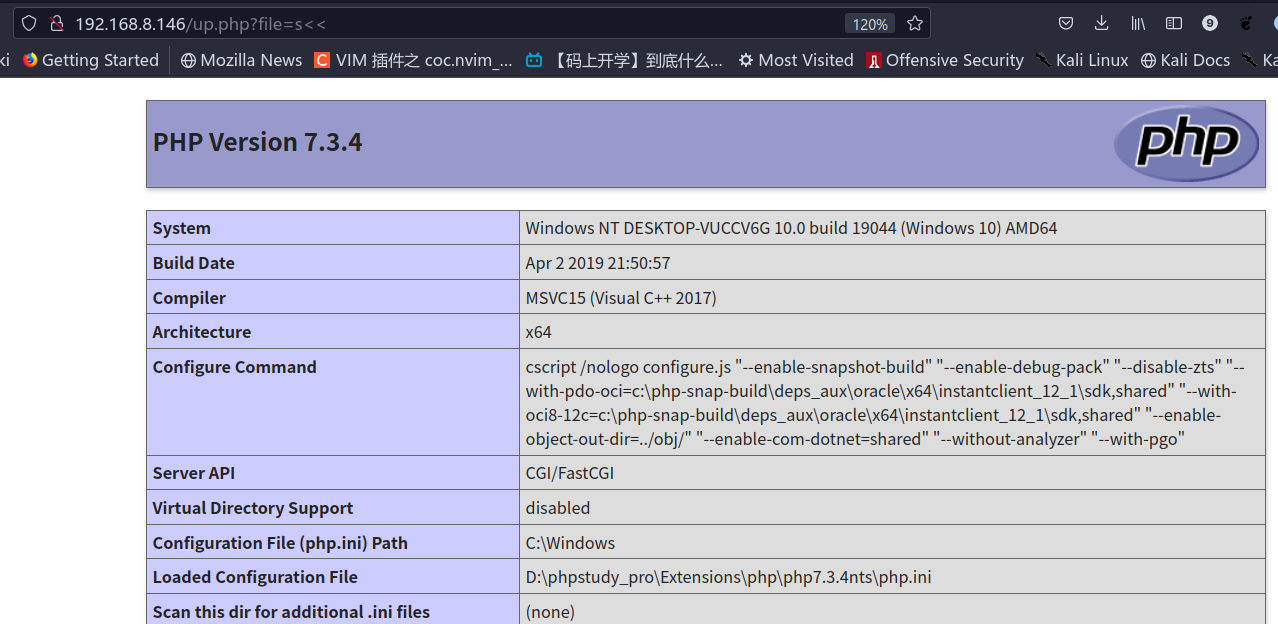 192.168.8.146/up.php?file=s<<
120%
9
ki
Getting Started
Mozilla News
C VIM 插件之 coc.nvim_...
【码上开学】到底什么...
Most Visited
Offensive Security
Kali Linux
Kali Docs
Ka
PHP Version 7.3.4
php
System
Windows NT DESKTOP-VUCCV6G 10.0 build 19044 (Windows 10) AMD64
Build Date
Apr 2 2019 21:50:57
Compiler
MSVC15 (Visual C++ 2017)
Architecture
x64
Configure Command
cscript /nologo configure.js "--enable-snapshot-build" "--enable-debug-pack" "--disable-zts" "--
with-pdo-oci=c:\php-snap-build\deps_aux\oracle\x64\instantclient_12_1\sdk,shared" "--with-
oci8-12c=c:\php-snap-build\deps_aux\oracle\x64\instantclient_12_1\sdk,shared" "--enable-
object-out-dir=../obj/" "--enable-com-dotnet=shared" "--without-analyzer" "--with-pgo"
Server API
CGI/FastCGI
Virtual Directory Support
disabled
Configuration File (php.ini) Path
C:\Windows
Loaded Configuration File
D:\phpstudy_pro\Extensions\php\php7.3.4nts\php.ini
Scan this dir for additional .ini files
(none)